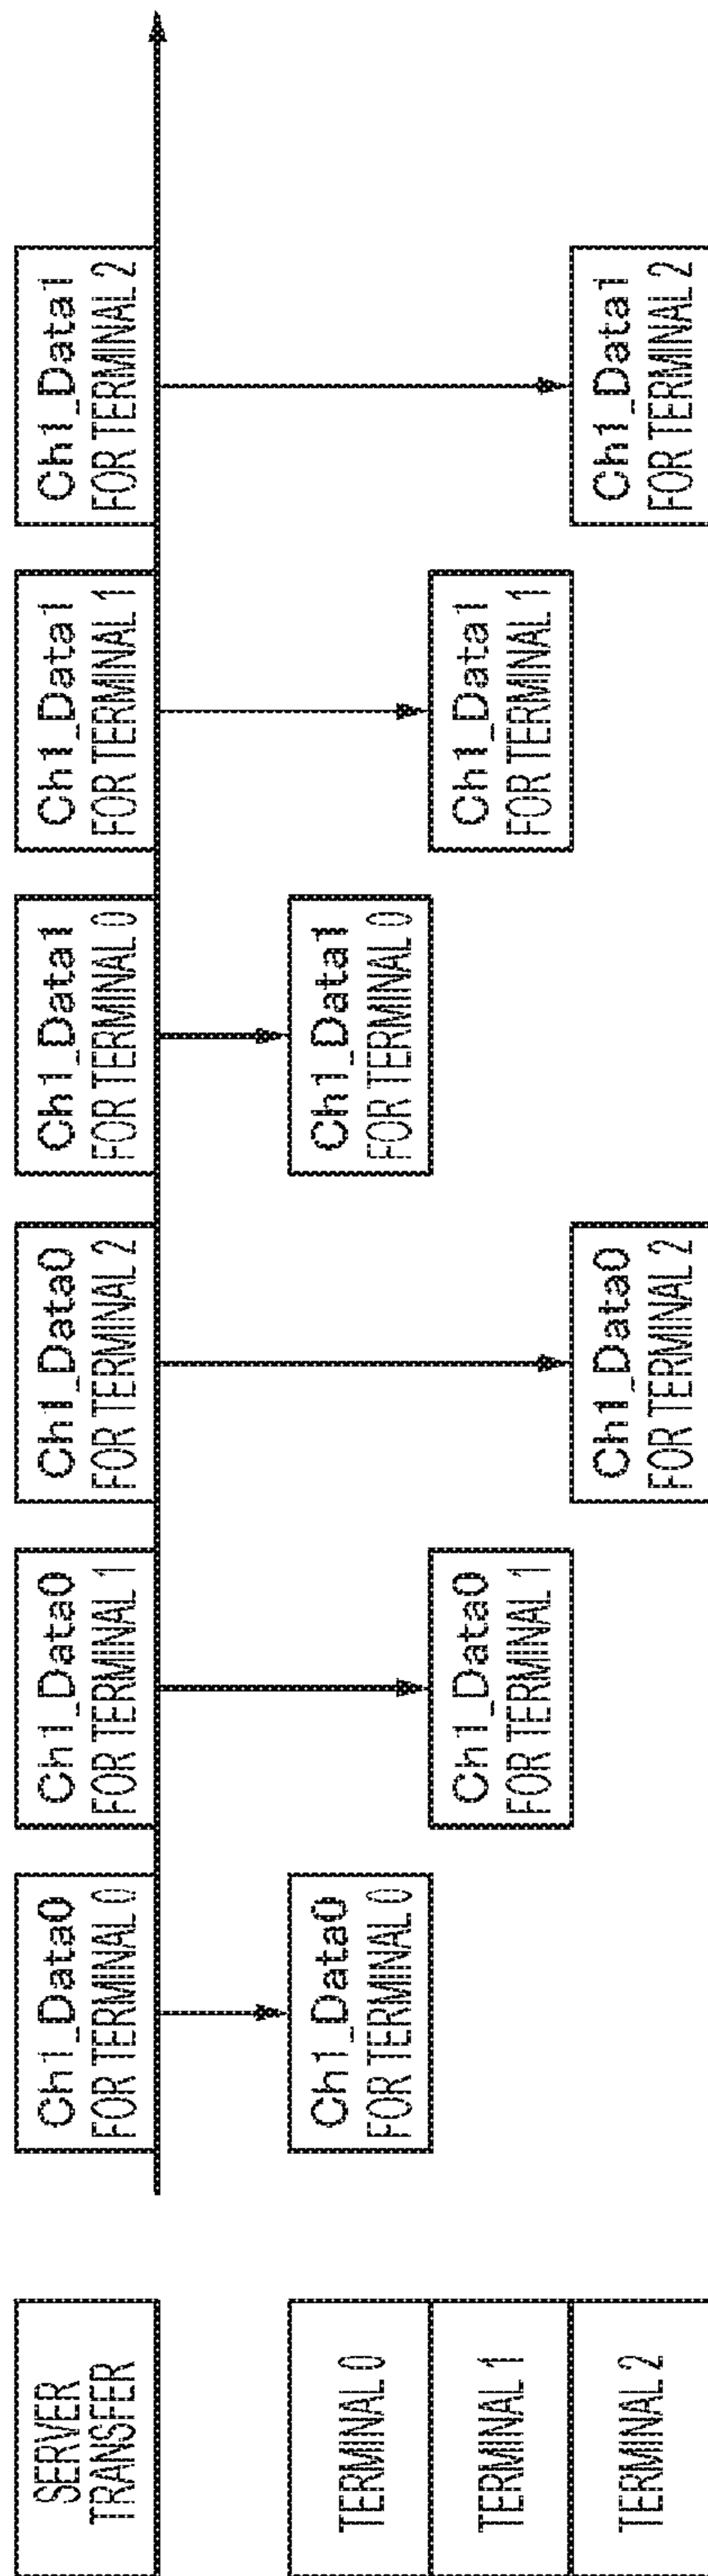 SERVER
TRANSFER
Ch1_Data0
FOR TERMINAL 0
Ch1_Data0
FOR TERMINAL 1
Ch1_Data0
FOR TERMINAL 2
Ch1_Data1
FOR TERMINAL 0
Ch1_Data1
FOR TERMINAL 1
Ch1_Data1
FOR TERMINAL 2
TERMINAL 0
Ch1_Data0
FOR TERMINAL 0
Ch1_Data1
FOR TERMINAL 0
TERMINAL 1
Ch1_Data0
FOR TERMINAL 1
Ch1_Data1
FOR TERMINAL 1
TERMINAL 2
Ch1_Data0
FOR TERMINAL 2
Ch1_Data1
FOR TERMINAL 2